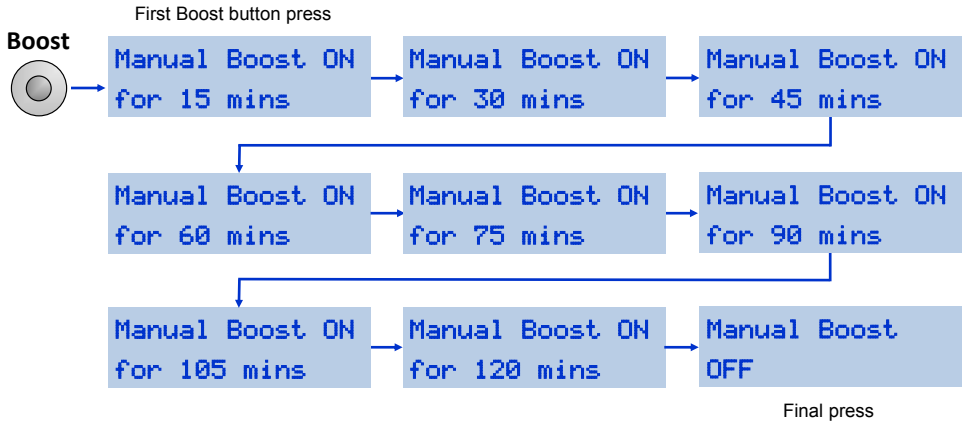 First Boost button press
Boost
Manual Boost ON
for 15 mins
Manual Boost ON
for 30 mins
Manual Boost ON
for 45 mins
Manual Boost ON
for 60 mins
Manual Boost ON
for 75 mins
Manual Boost ON
for 90 mins
Manual Boost ON
for 105 mins
Manual Boost ON
for 120 mins
Manual Boost
OFF
Final press